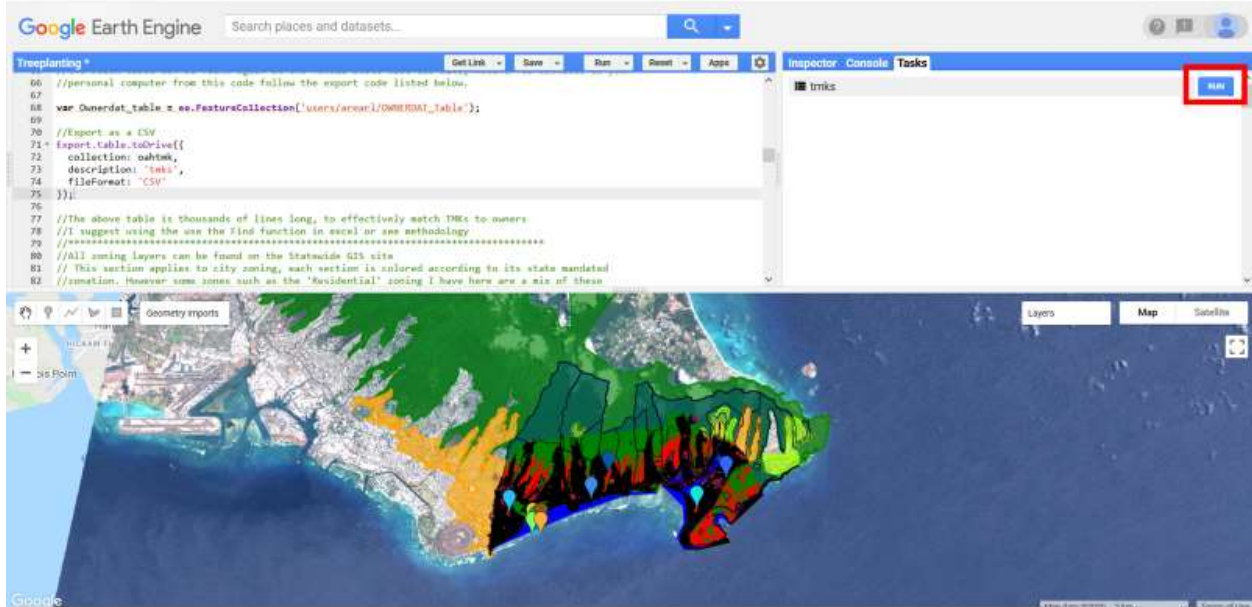 Google Earth Engine
Search places and datasets...
Treeplanting *
Get Link
Save
Run
Reset
Apps
Inspector Console Tasks
66 //personal computer from this code follow the export code listed below.
67
68 var Ownerdat_table = ee.FeatureCollection('users/arearl/OWNERDAT_Table');
69
70 //Export as a CSV
71 Export.table.toDrive({
72 collection: oahtmk,
73 description: 'tmks',
74 fileFormat: 'CSV'
75 });
76
77 //The above table is thousands of lines long, to effectively match TMKs to owners
78 //I suggest using the use the Find function in excel or see methodology
79 //******************************************************************************
80 //All zoning layers can be found on the Statewide GIS site
81 // This section applies to city zoning, each section is colored according to its state mandated
82 //zonation. However some zones such as the 'Residential' zoning I have here are a mix of these
tmks
RUN
Geometry Imports
Layers
Map
Satellite
+
−
Google